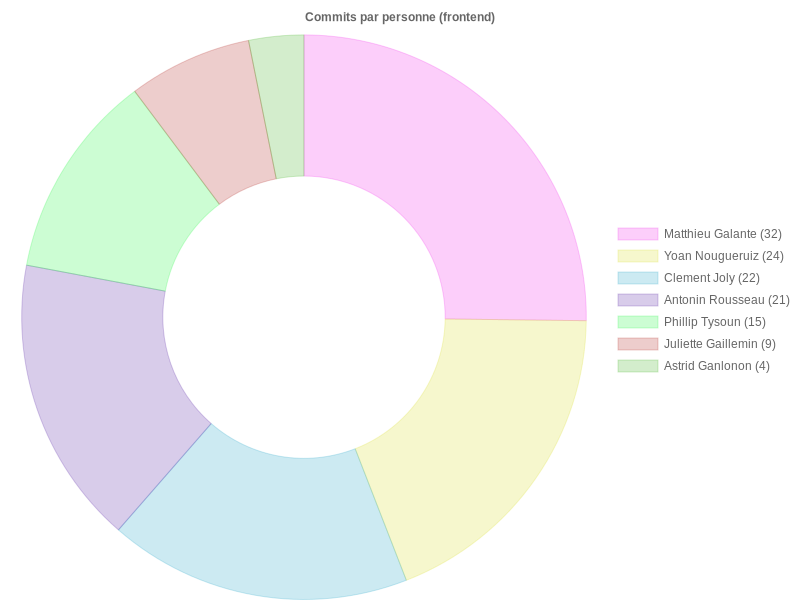 Commits par personne (frontend)
Matthieu Galante (32)
Yoan Nougueruiz (24)
Clement Joly (22)
Antonin Rousseau (21)
Phillip Tysoun (15)
Juliette Gaillemin (9)
Astrid Ganlonon (4)